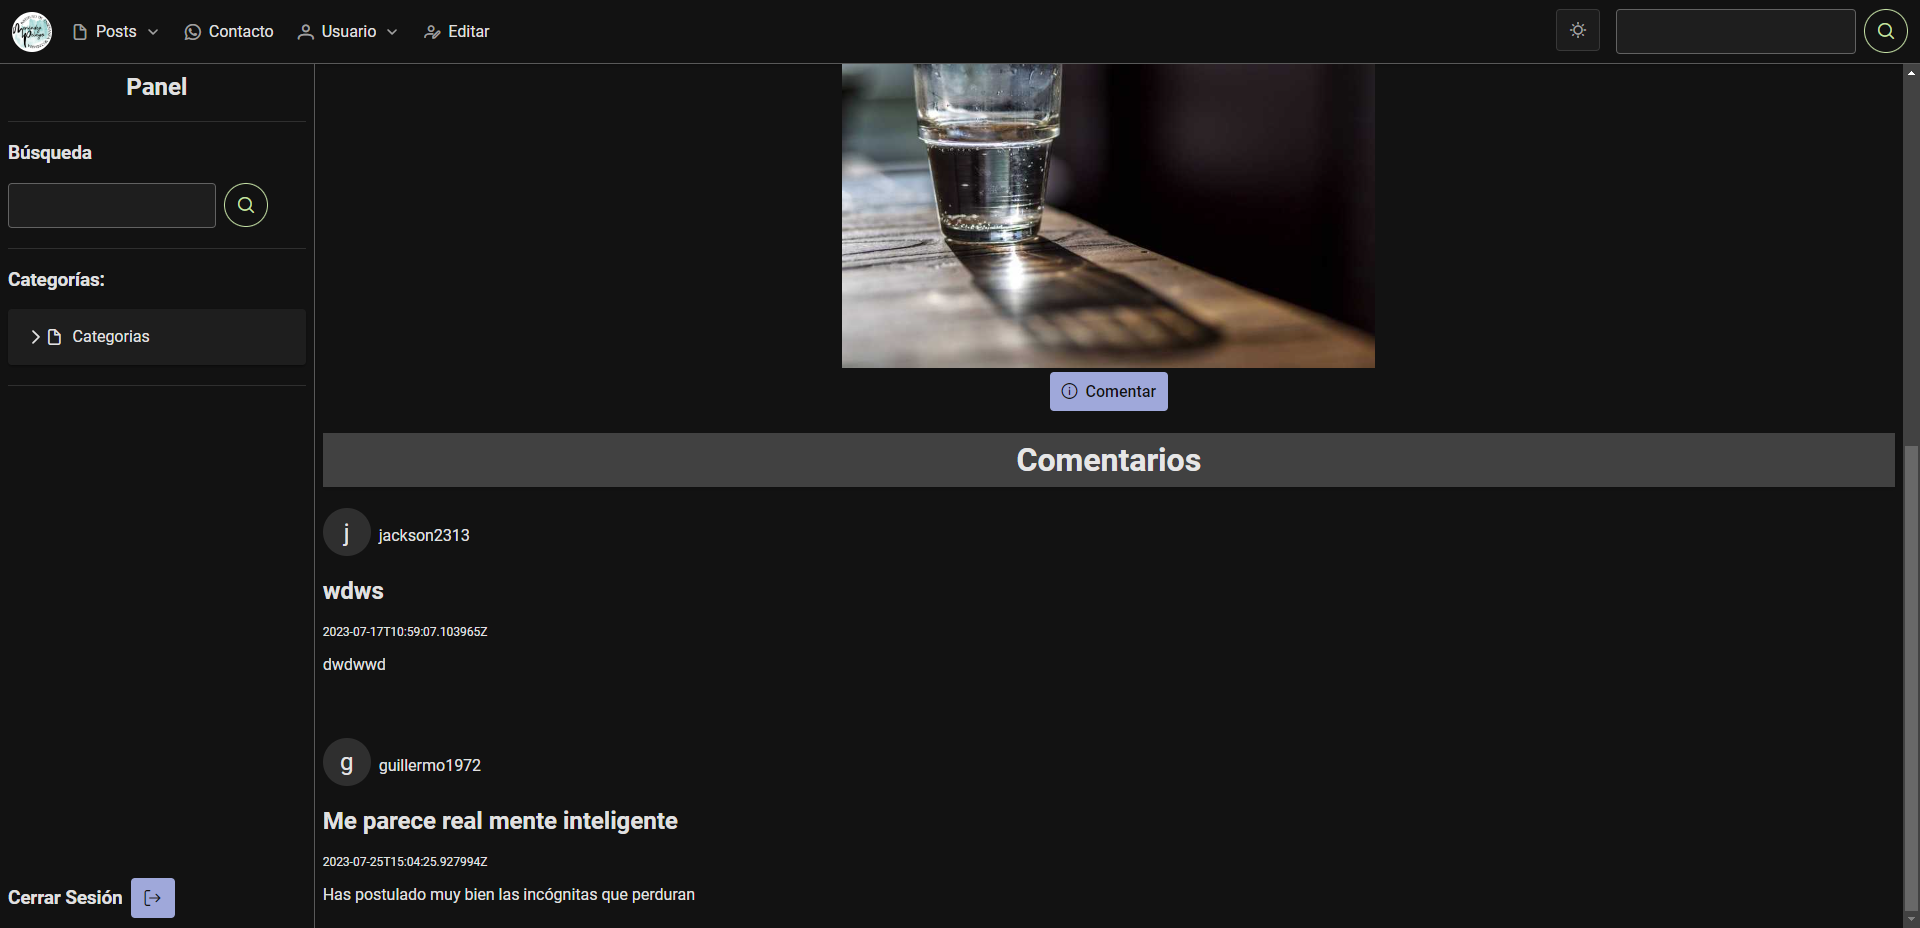 Posts
Contacto
Usuario
Editar
Panel
Búsqueda
Categorías:
Categorias
Cerrar Sesión
Comentar
Comentarios
j
jackson2313
wdws
2023-07-17T10:59:07.103965Z
dwdwwd
g
guillermo1972
Me parece real mente inteligente
2023-07-25T15:04:25.927994Z
Has postulado muy bien las incógnitas que perduran